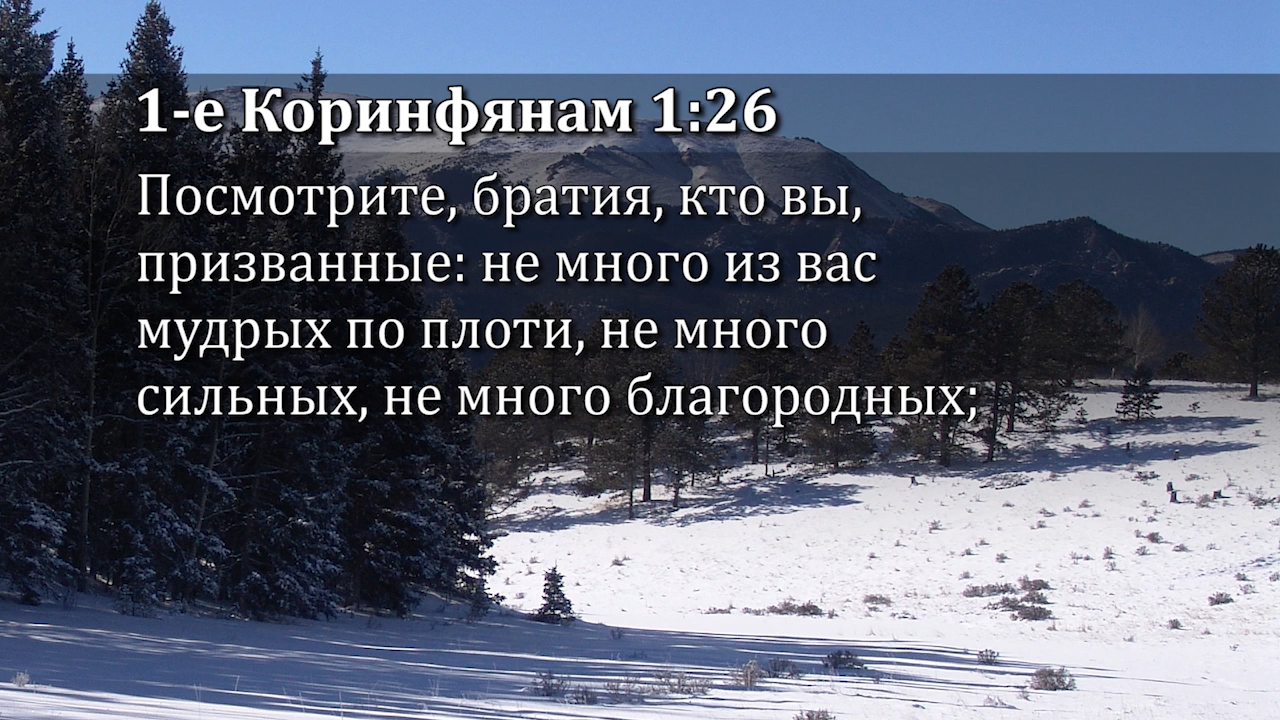 1-е Коринфянам 1:26
Посмотрите, братия, кто вы,
призванные: не много из вас
мудрых по плоти, не много
сильных, не много благородных;